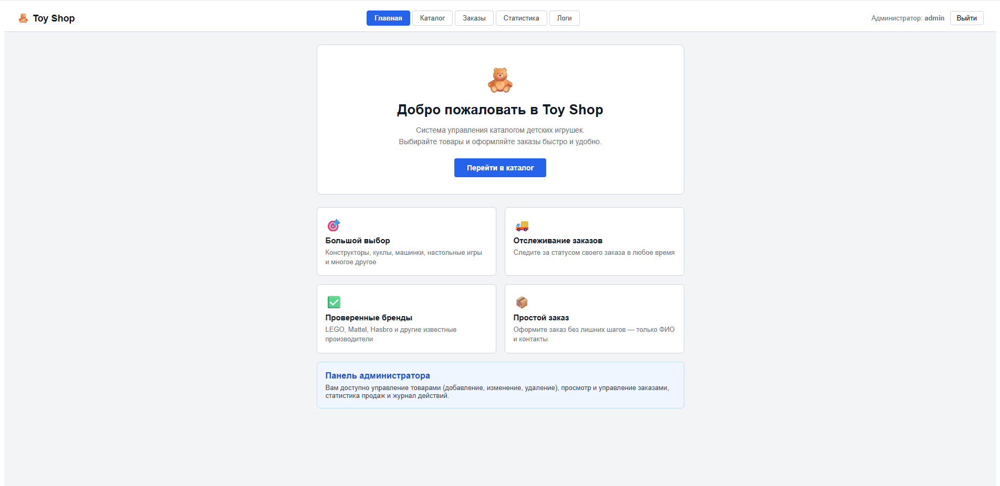 Toy Shop
Главная
Каталог
Заказы
Статистика
Логи
Администратор: admin
Выйти
Добро пожаловать в Toy Shop
Система управления каталогом детских игрушек.
Выбирайте товары и оформляйте заказы быстро и удобно.
Перейти в каталог
Большой выбор
Конструкторы, куклы, машинки, настольные игры
и многое другое
Отслеживание заказов
Следите за статусом своего заказа в любое время
Проверенные бренды
LEGO, Mattel, Hasbro и другие известные
производители
Простой заказ
Оформите заказ без лишних шагов — только ФИО
и контакты
Панель администратора
Вам доступно управление товарами (добавление, изменение, удаление), просмотр и управление заказами,
статистика продаж и журнал действий.